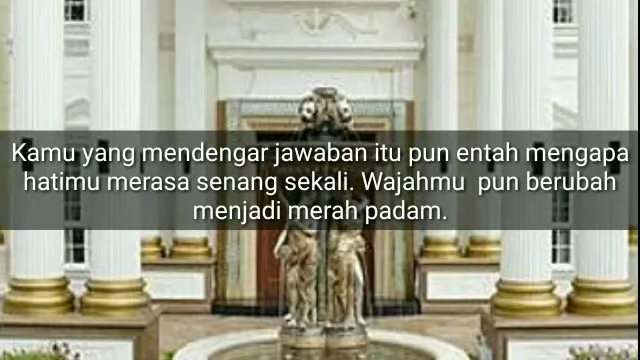 Kamu yang mendengar jawaban itu pun entah mengapa
hatimu merasa senang sekali. Wajahmu  pun berubah
menjadi merah padam.